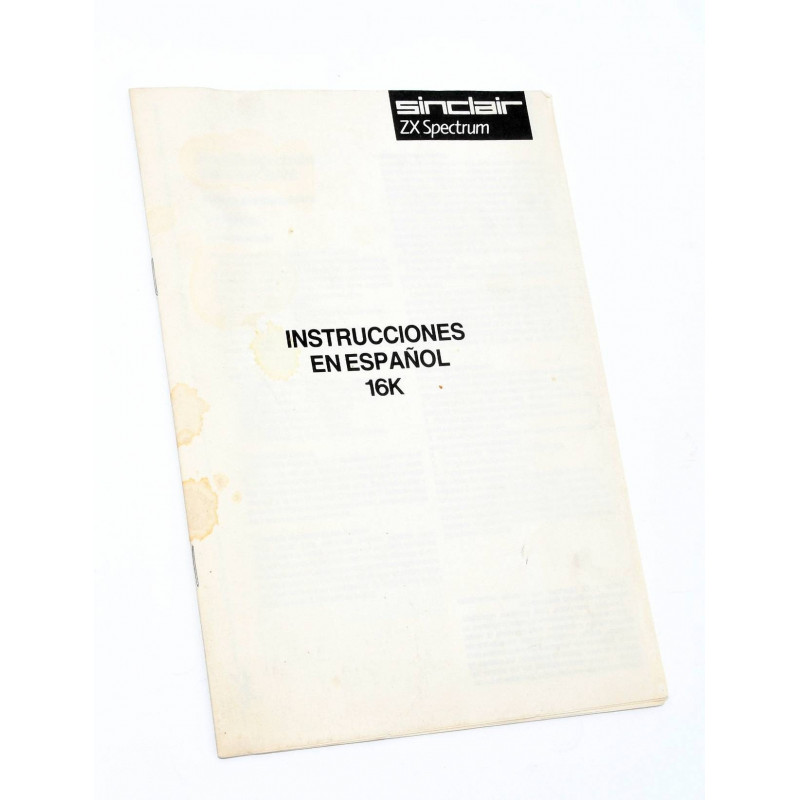 sinclair
ZX Spectrum
INSTRUCCIONES
EN ESPAÑOL
16K